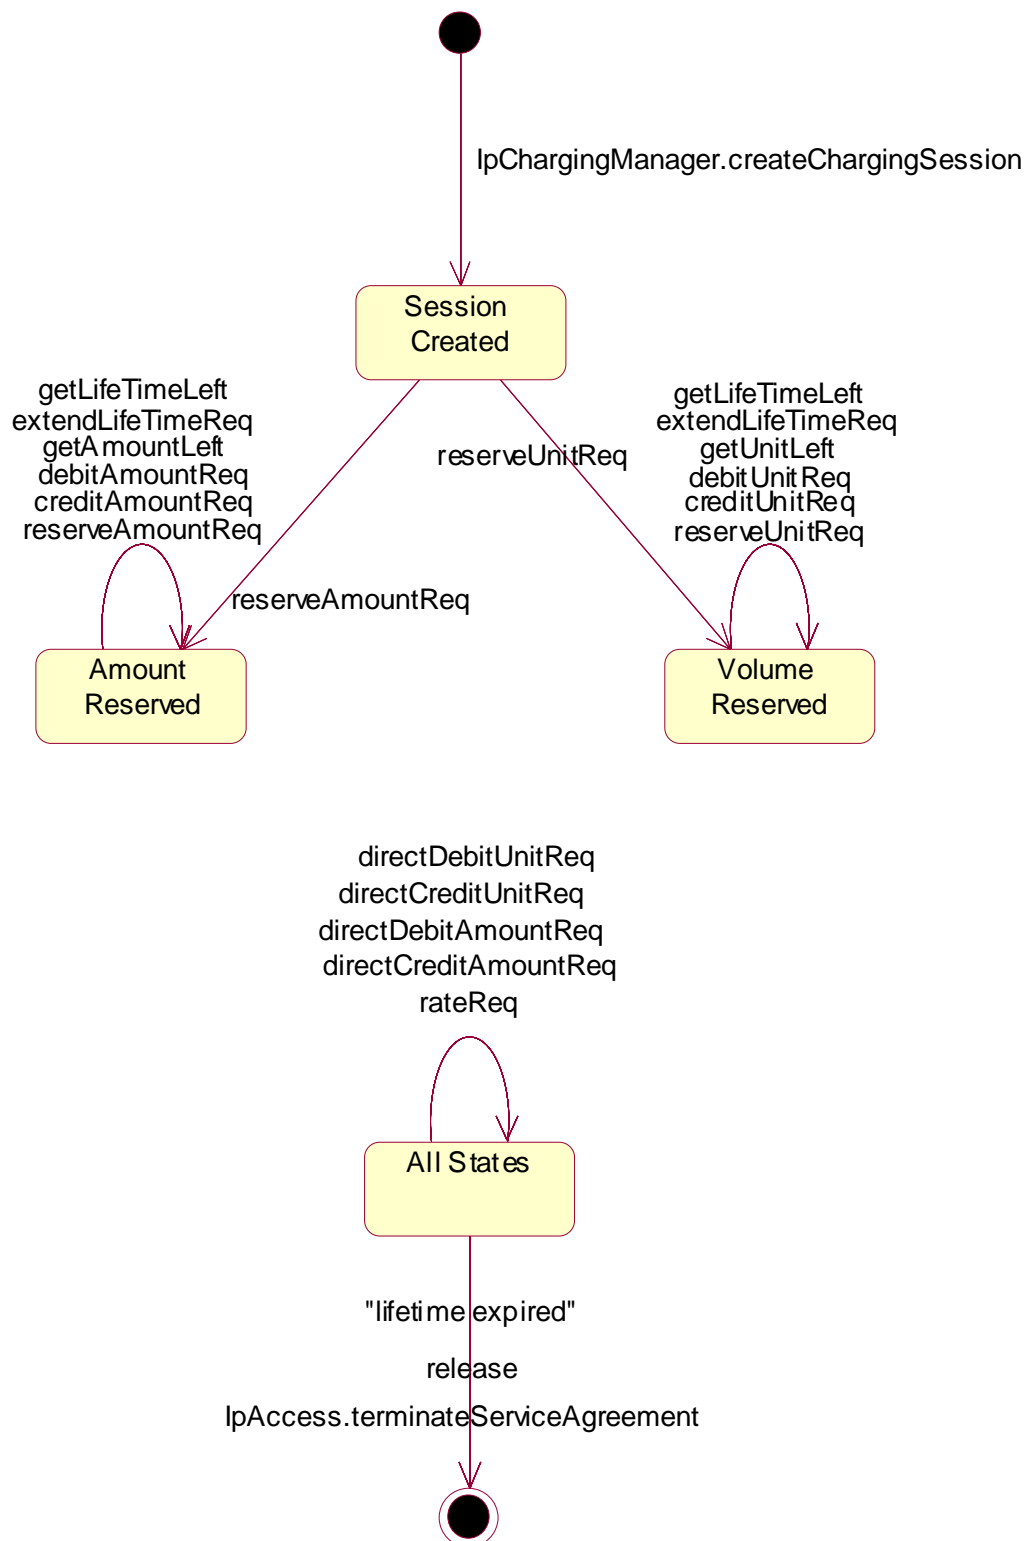 IpChargingManager.createChargingSession
Session
Created
getLifeTimeLeft
extendLifeTimeReq
getAmountLeft
debitAmountReq
creditAmountReq
reserveAmountReq
reserveUnitReq
getLifeTimeLeft
extendLifeTimeReq
getUnitLeft
debitUnitReq
creditUnitReq
reserveUnitReq
reserveAmountReq
Amount
Reserved
Volume
Reserved
directDebitUnitReq
directCreditUnitReq
directDebitAmountReq
directCreditAmountReq
rateReq
All States
"lifetime expired"
release
IpAccess.terminateServiceAgreement